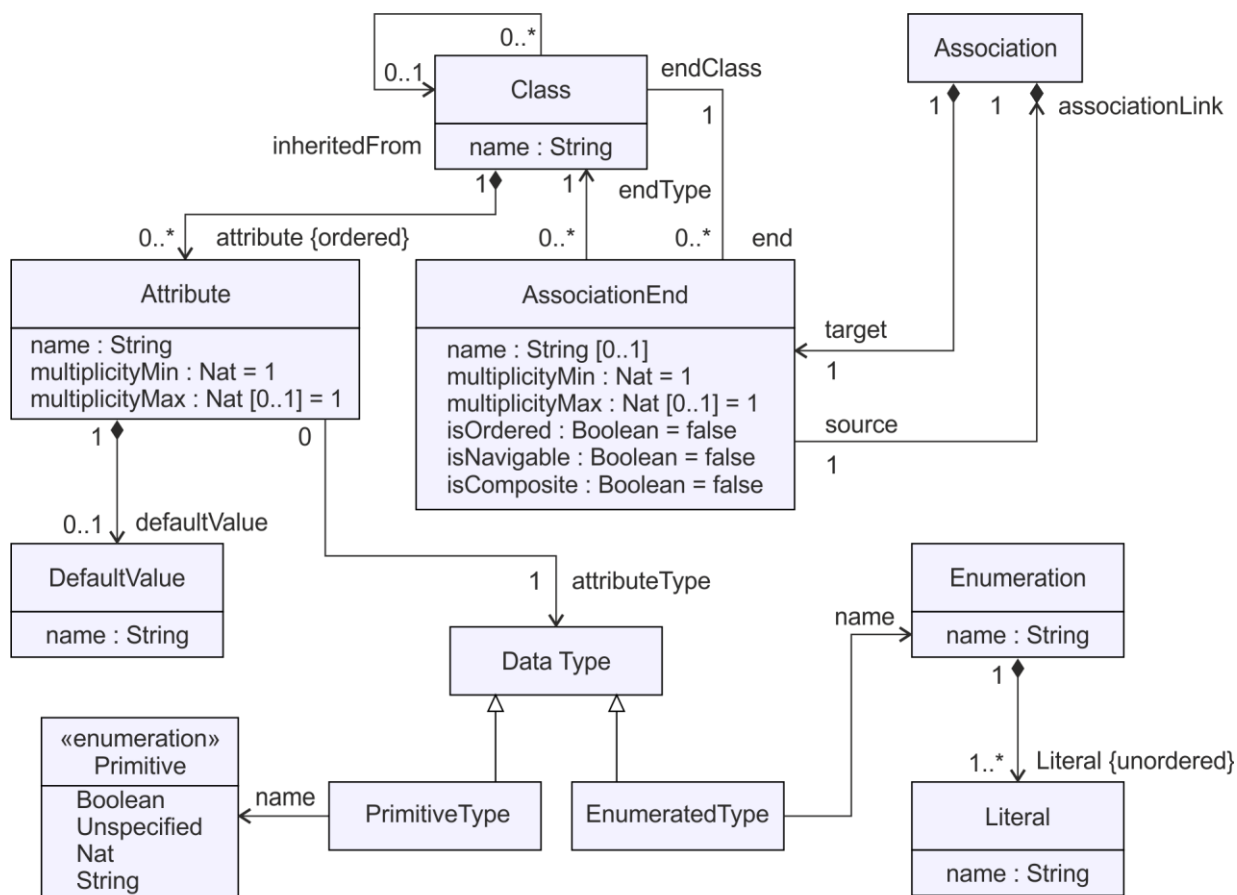 0..*
Association
0..1
Class
endClass
1
1
1
associationLink
name : String
inheritedFrom
1
1
endType
0..*
attribute {ordered}
0..*
0..*
end
Attribute
AssociationEnd
name : String
multiplicityMin : Nat = 1
multiplicityMax : Nat [0..1] = 1
name : String [0..1]
multiplicityMin : Nat = 1
multiplicityMax : Nat [0..1] = 1
isOrdered : Boolean = false
isNavigable : Boolean = false
isComposite : Boolean = false
target
1
source
1
1
0
0..1
defaultValue
DefaultValue
name : String
1
attributeType
Data Type
name
Enumeration
name : String
1
1..*
Literal {unordered}
«enumeration»
Primitive
Boolean
Unspecified
Nat
String
name
PrimitiveType
EnumeratedType
Literal
name : String